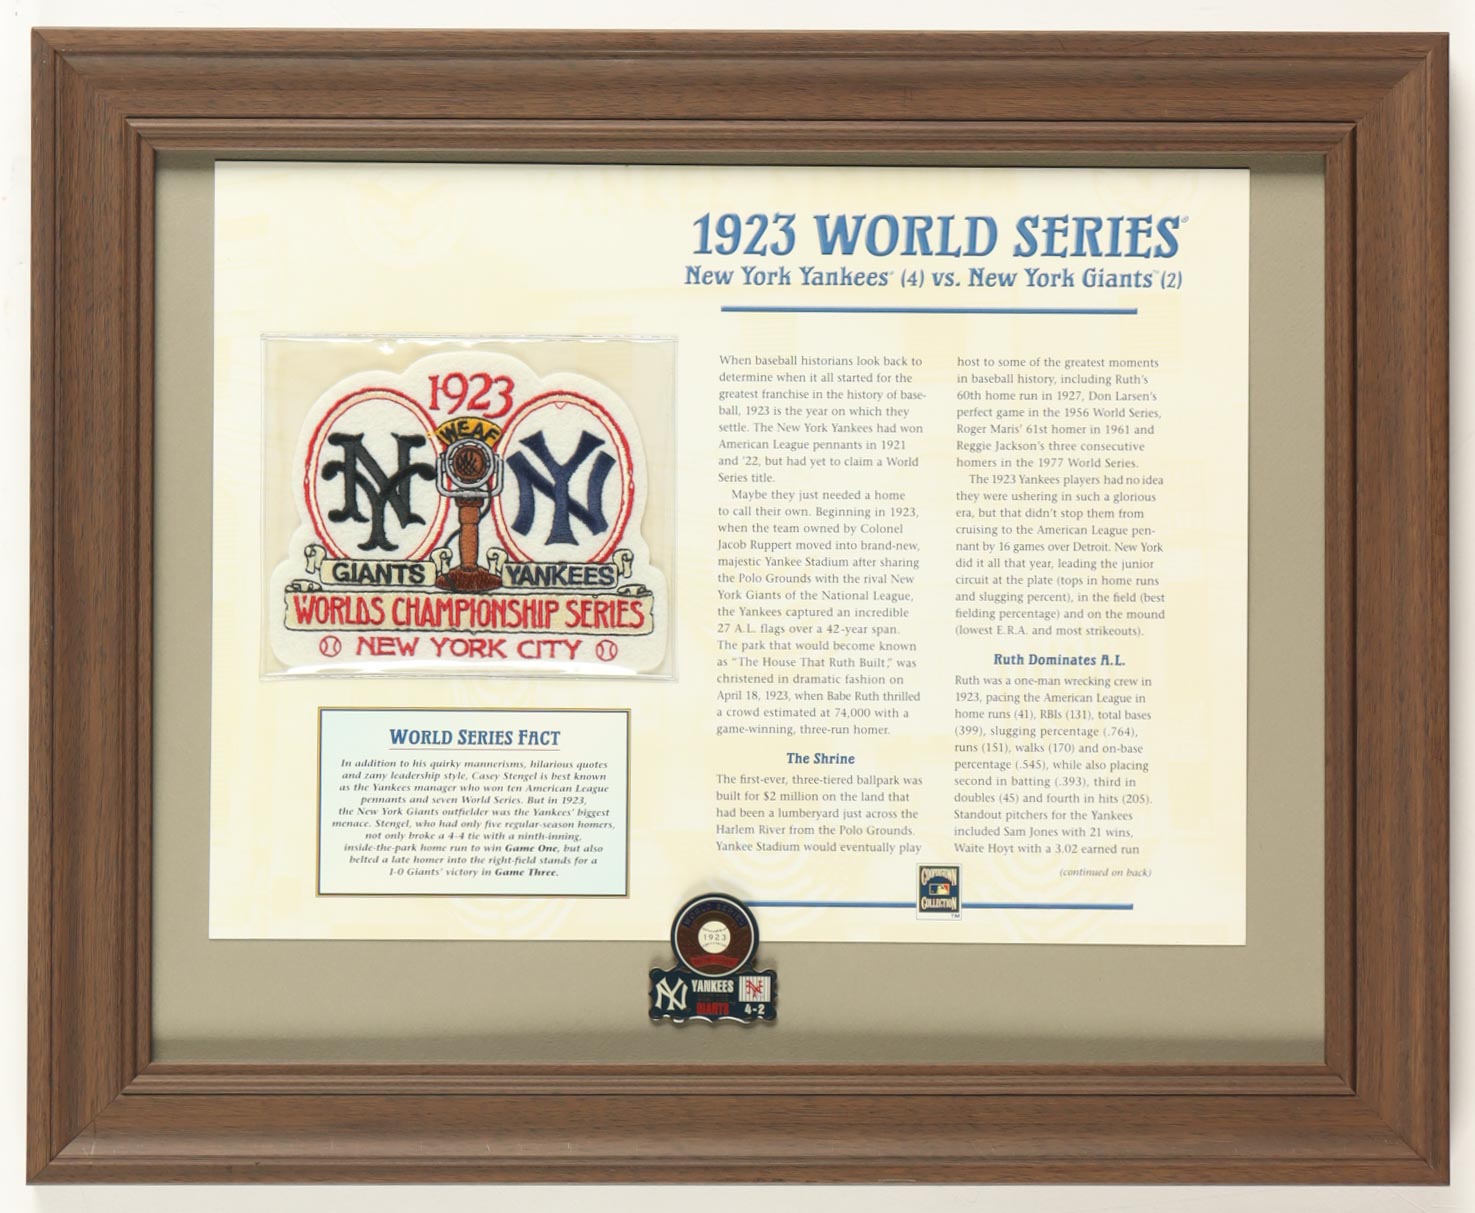 1923 WORLD SERIES®
New York Yankees® (4) vs. New York Giants™ (2)
1923
WEAF
NY
NY
GIANTS
YANKEES
WORLDS CHAMPIONSHIP SERIES
NEW YORK CITY
WORLD SERIES FACT
In addition to his quirky mannerisms, hilarious quotes
and zany leadership style, Casey Stengel is best known
as the Yankees manager who won ten American League
pennants and seven World Series. But in 1923,
the New York Giants outfielder was the Yankees' biggest
menace. Stengel, who had only five regular-season homers,
not only broke a 4-4 tie with a ninth-inning,
inside-the-park home run to win Game One, but also
belted a late homer into the right-field stands for a
1-0 Giants' victory in Game Three.
When baseball historians look back to
determine when it all started for the
greatest franchise in the history of base-
ball, 1923 is the year on which they
settle. The New York Yankees had won
American League pennants in 1921
and '22, but had yet to claim a World
Series title.
Maybe they just needed a home
to call their own. Beginning in 1923,
when the team owned by Colonel
Jacob Ruppert moved into brand-new,
majestic Yankee Stadium after sharing
the Polo Grounds with the rival New
York Giants of the National League,
the Yankees captured an incredible
27 A.L. flags over a 42-year span.
The park that would become known
as "The House That Ruth Built," was
christened in dramatic fashion on
April 18, 1923, when Babe Ruth thrilled
a crowd estimated at 74,000 with a
game-winning, three-run homer.
The Shrine
The first-ever, three-tiered ballpark was
built for $2 million on the land that
had been a lumberyard just across the
Harlem River from the Polo Grounds.
Yankee Stadium would eventually play
host to some of the greatest moments
in baseball history, including Ruth's
60th home run in 1927, Don Larsen's
perfect game in the 1956 World Series,
Roger Maris' 61st homer in 1961 and
Reggie Jackson's three consecutive
homers in the 1977 World Series.
The 1923 Yankees players had no idea
they were ushering in such a glorious
era, but that didn't stop them from
cruising to the American League pen-
nant by 16 games over Detroit. New York
did it all that year, leading the junior
circuit at the plate (tops in home runs
and slugging percent), in the field (best
fielding percentage) and on the mound
(lowest E.R.A. and most strikeouts).
Ruth Dominates A.L.
Ruth was a one-man wrecking crew in
1923, pacing the American League in
home runs (41), RBIs (131), total bases
(399), slugging percentage (.764),
runs (151), walks (170) and on-base
percentage (.545), while also placing
second in batting (.393), third in
doubles (45) and fourth in hits (205).
Standout pitchers for the Yankees
included Sam Jones with 21 wins,
Waite Hoyt with a 3.02 earned run
(continued on back)
COOPERSTOWN
COLLECTION
TM
WORLD SERIES
1923
NY
YANKEES
GIANTS
NY
4-2